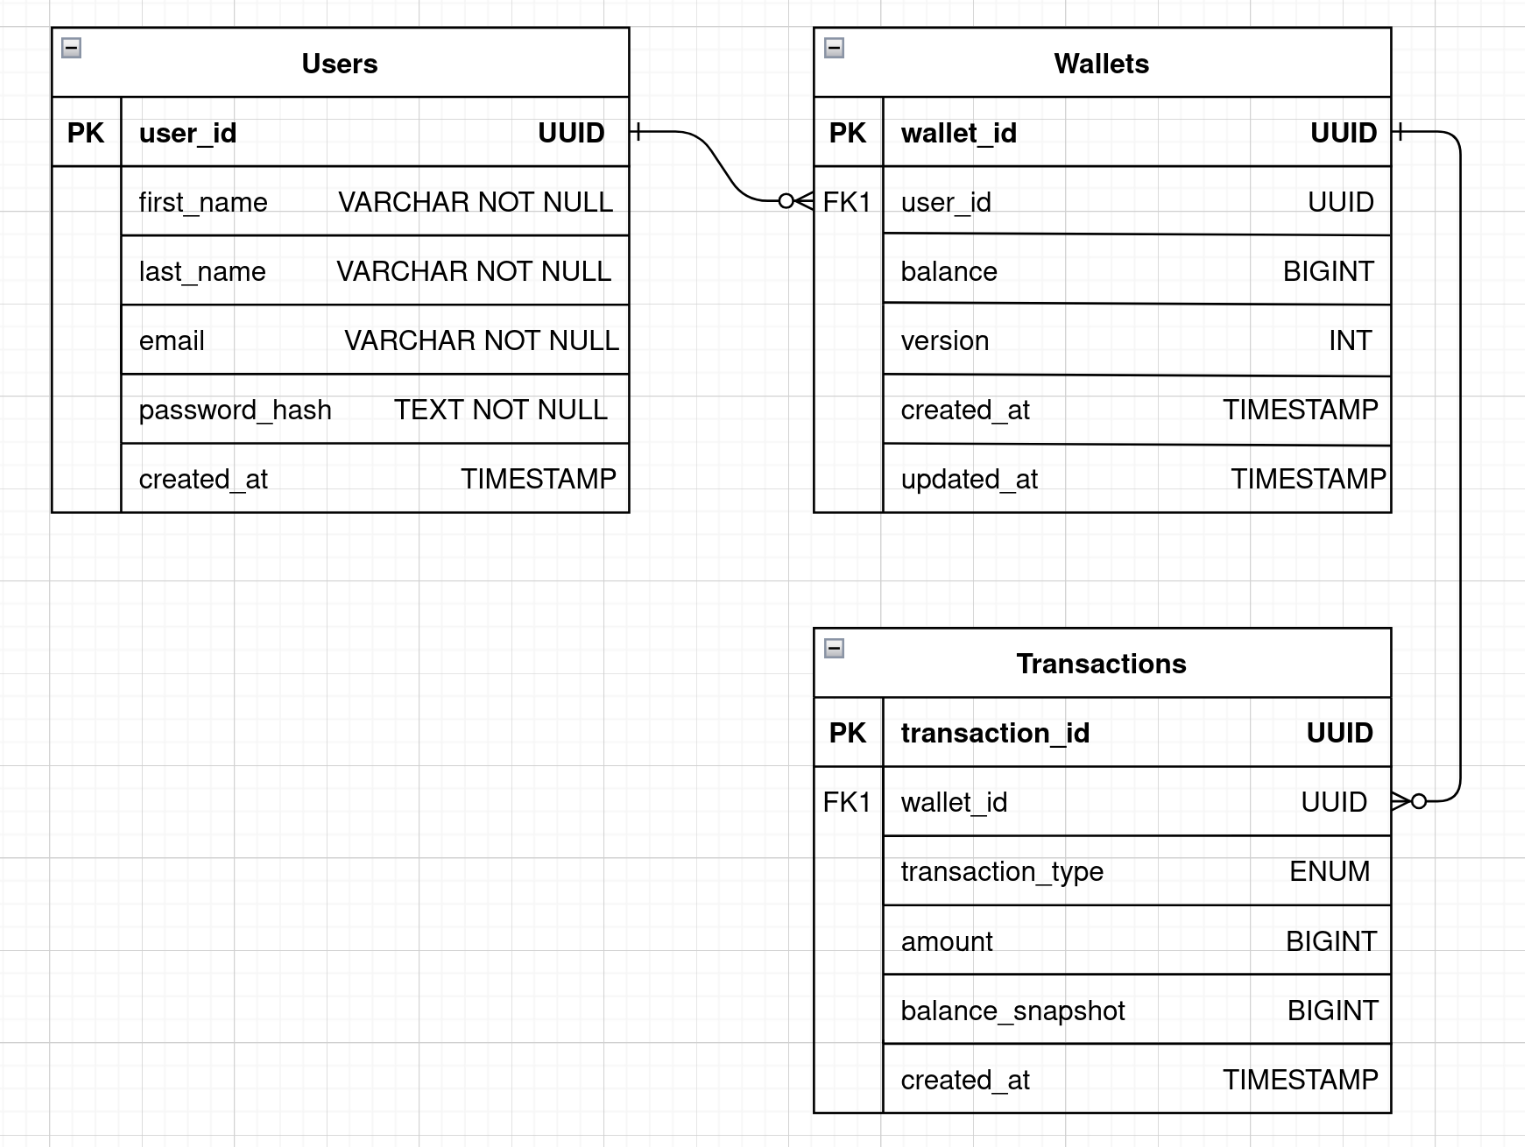 Users
PK user_id UUID
first_name VARCHAR NOT NULL
last_name VARCHAR NOT NULL
email VARCHAR NOT NULL
password_hash TEXT NOT NULL
created_at TIMESTAMP
Wallets
PK wallet_id UUID
FK1 user_id UUID
balance BIGINT
version INT
created_at TIMESTAMP
updated_at TIMESTAMP
Transactions
PK transaction_id UUID
FK1 wallet_id UUID
transaction_type ENUM
amount BIGINT
balance_snapshot BIGINT
created_at TIMESTAMP